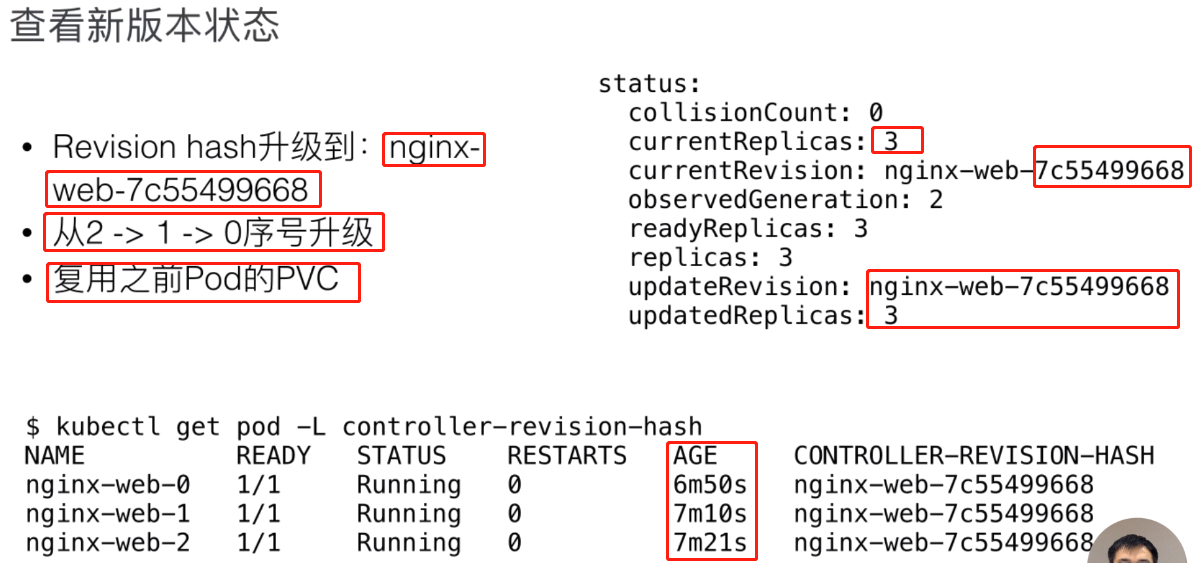 查看新版本状态
• Revision hash升级到：nginx-
web-7c55499668
• 从2 -> 1 -> 0序号升级
• 复用之前Pod的PVC
status:
  collisionCount: 0
  currentReplicas: 3
  currentRevision: nginx-web-7c55499668
  observedGeneration: 2
  readyReplicas: 3
  replicas: 3
  updateRevision: nginx-web-7c55499668
  updatedReplicas: 3
$ kubectl get pod -L controller-revision-hash
NAME READY STATUS RESTARTS AGE CONTROLLER-REVISION-HASH
nginx-web-0 1/1 Running 0 6m50s nginx-web-7c55499668
nginx-web-1 1/1 Running 0 7m10s nginx-web-7c55499668
nginx-web-2 1/1 Running 0 7m21s nginx-web-7c55499668